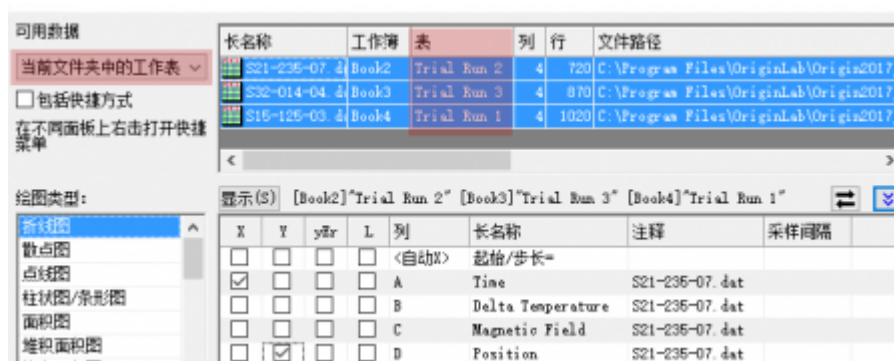 可用数据
当前文件夹中的工作表
包括快捷方式
在不同面板上右击打开快捷
菜单
长名称 工作簿 表 列 行 文件路径
S21-235-07.d Book2 Trial Run 2 4 720 C:\Program Files\OriginLab\Origin2017
S32-014-04.d Book3 Trial Run 3 4 870 C:\Program Files\OriginLab\Origin2017
S15-125-03.d Book4 Trial Run 1 4 1020 C:\Program Files\OriginLab\Origin2017
绘图类型:
显示(S) [Book2]"Trial Run 2" [Book3]"Trial Run 3" [Book4]"Trial Run 1"
折线图
散点图
点线图
柱状图/条形图
面积图
堆积面积图
X Y yEr L 列 长名称 注释 采样间隔
<自动X> 起始/步长=
A Time S21-235-07.dat
B Delta Temperature S21-235-07.dat
C Magnetic Field S21-235-07.dat
D Position S21-235-07.dat